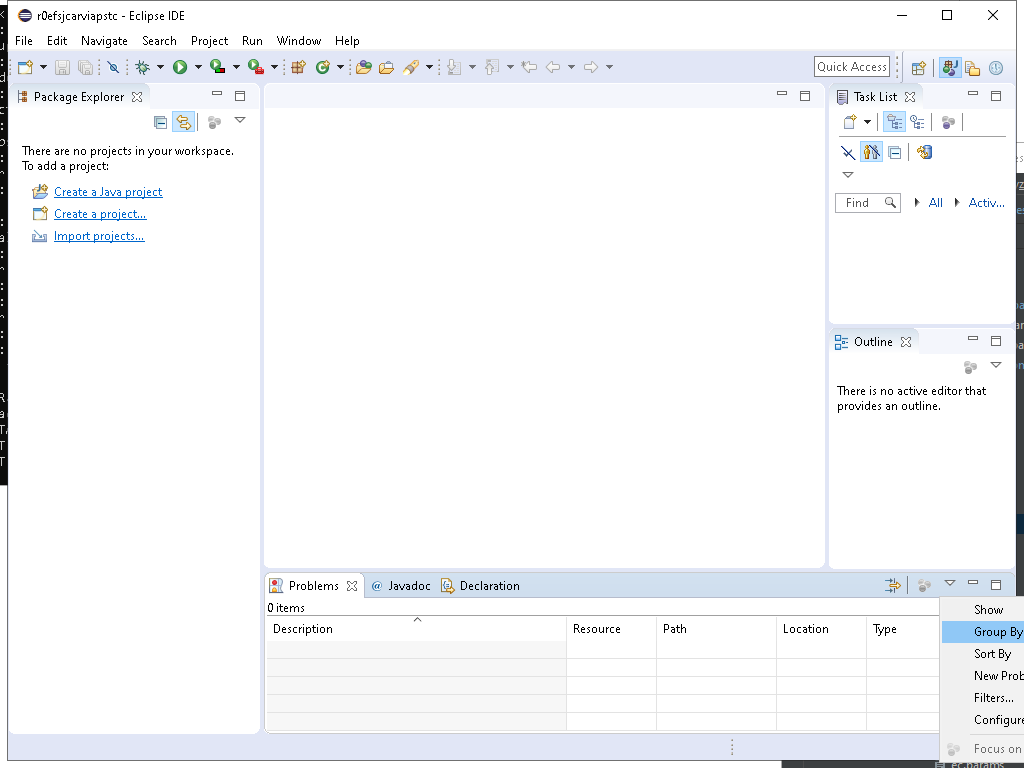 r0efsjcarviapstc - Eclipse IDE
File Edit Navigate Search Project Run Window Help
Quick Access
Package Explorer
There are no projects in your workspace.
To add a project:
Create a Java project
Create a project...
Import projects...
Task List
Find All Activ...
Outline
There is no active editor that
provides an outline.
Problems @ Javadoc Declaration
0 items
Description Resource Path Location Type
Show
Group By
Sort By
New Prob
Filters...
Configure
Focus on
ec.params